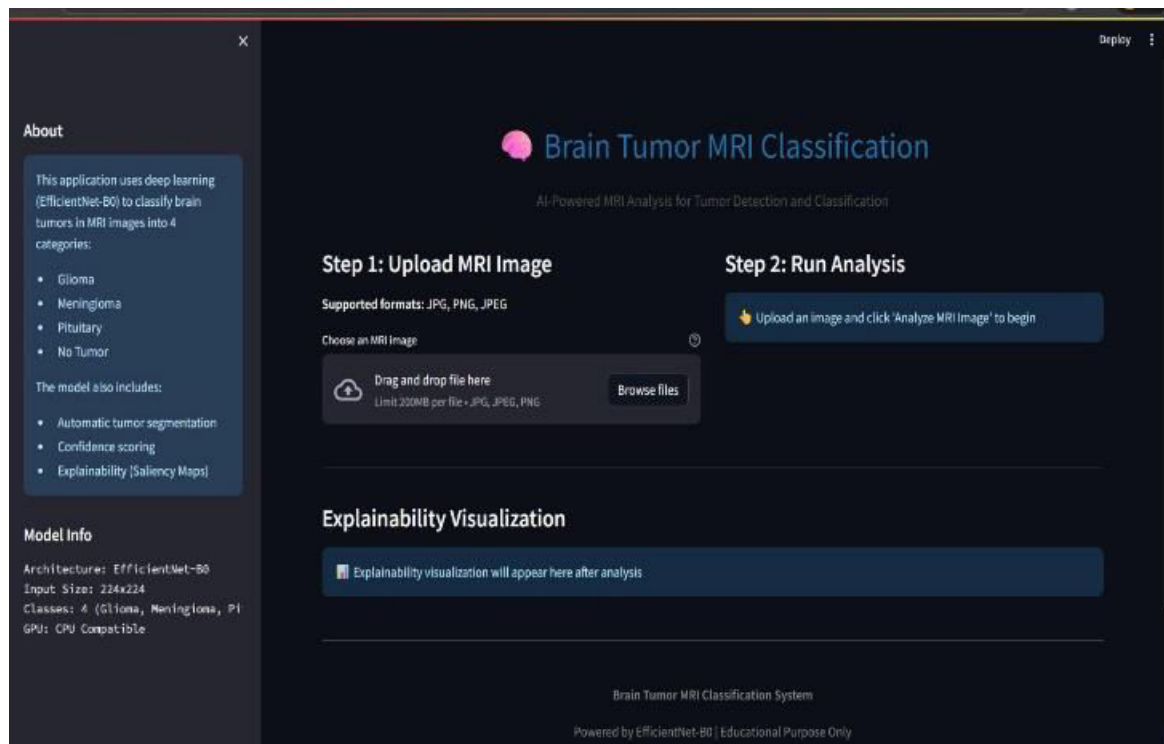 Deploy
About
This application uses deep learning
(EfficientNet-B0) to classify brain
tumors in MRI images into 4
categories:
• Glioma
• Meningioma
• Pituitary
• No Tumor
The model also includes:
• Automatic tumor segmentation
• Confidence scoring
• Explainability (Saliency Maps)
Model Info
Architecture: EfficientNet-B0
Input Size: 224x224
Classes: 4 (Glioma, Meningioma, Pi
GPU: CPU Compatible
Brain Tumor MRI Classification
AI-Powered MRI Analysis for Tumor Detection and Classification
Step 1: Upload MRI Image
Supported formats: JPG, PNG, JPEG
Choose an MRI image
Drag and drop file here
Limit 200MB per file • JPG, JPEG, PNG
Browse files
Step 2: Run Analysis
Upload an image and click 'Analyze MRI Image' to begin
Explainability Visualization
Explainability visualization will appear here after analysis
Brain Tumor MRI Classification System
Powered by EfficientNet-B0 | Educational Purpose Only